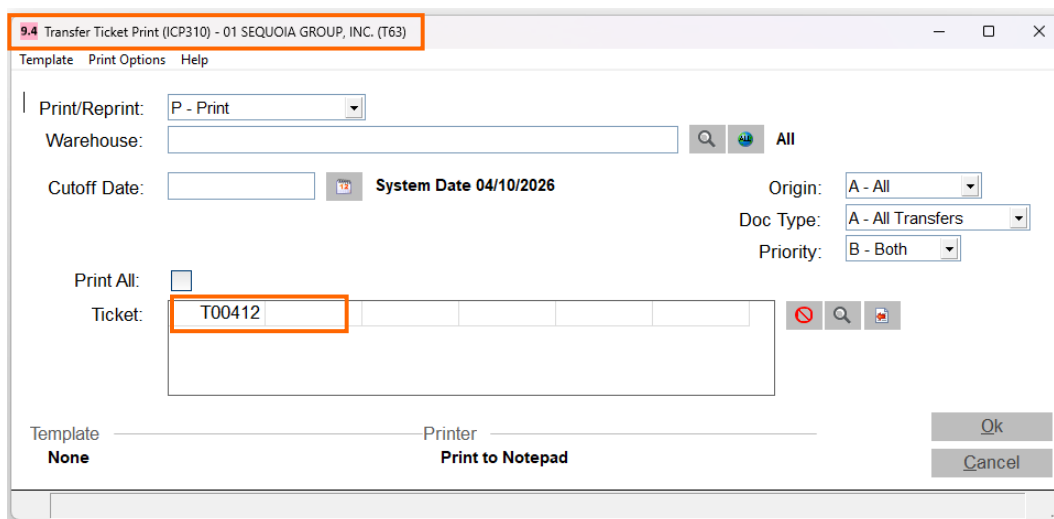 9.4 Transfer Ticket Print (ICP310) - 01 SEQUOIA GROUP, INC. (T63)
Template Print Options Help
Print/Reprint: P - Print
Warehouse: All
Cutoff Date: 12 System Date 04/10/2026 Origin: A - All
Doc Type: A - All Transfers
Priority: B - Both
Print All:
Ticket: T00412
Template Printer Ok
None Print to Notepad Cancel